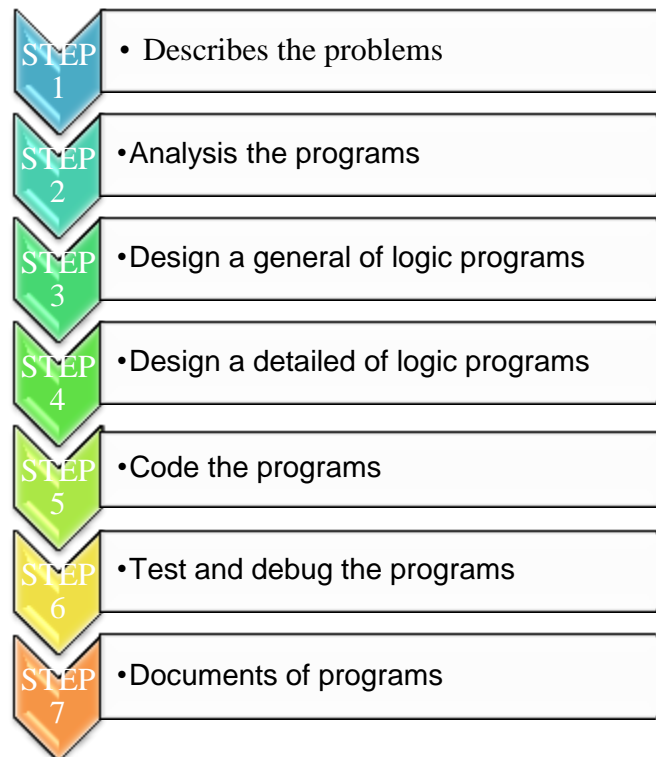 STEP
1
• Describes the problems
STEP
2
•Analysis the programs
STEP
3
•Design a general of logic programs
STEP
4
•Design a detailed of logic programs
STEP
5
•Code the programs
STEP
6
•Test and debug the programs
STEP
7
•Documents of programs